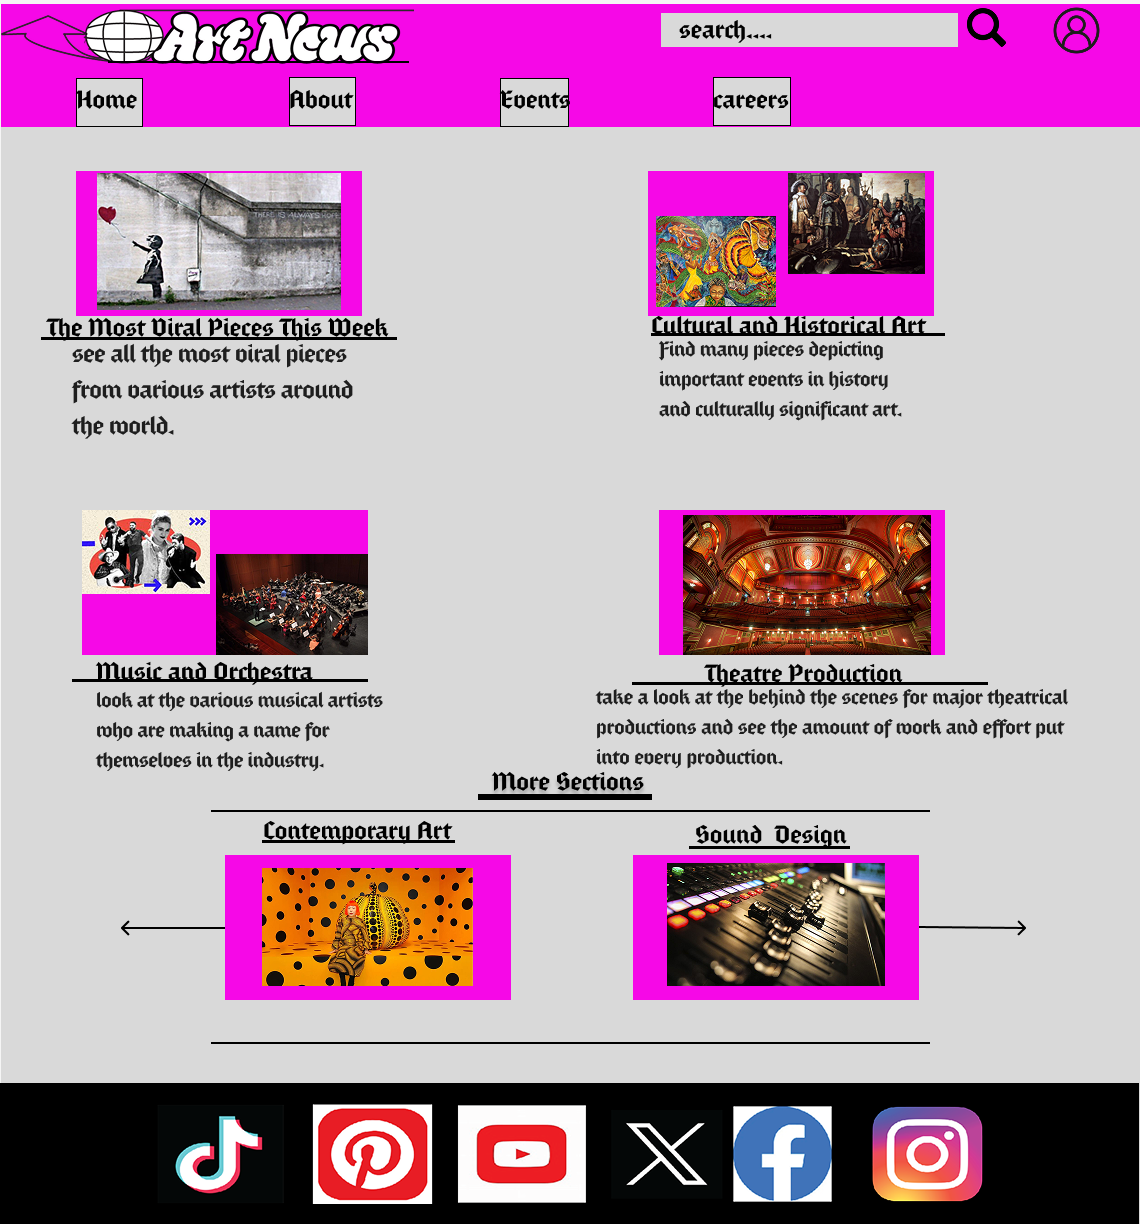 Art News
search....
Home
About
Events
careers
THERE IS ALWAYS HOPE
The Most Viral Pieces This Week
see all the most viral pieces
from various artists around
the world.
Cultural and Historical Art
Find many pieces depicting
important events in history
and culturally significant art.
Music and Orchestra
look at the various musical artists
who are making a name for
themselves in the industry.
Theatre Production
take a look at the behind the scenes for major theatrical
productions and see the amount of work and effort put
into every production.
More Sections
Contemporary Art
Sound Design